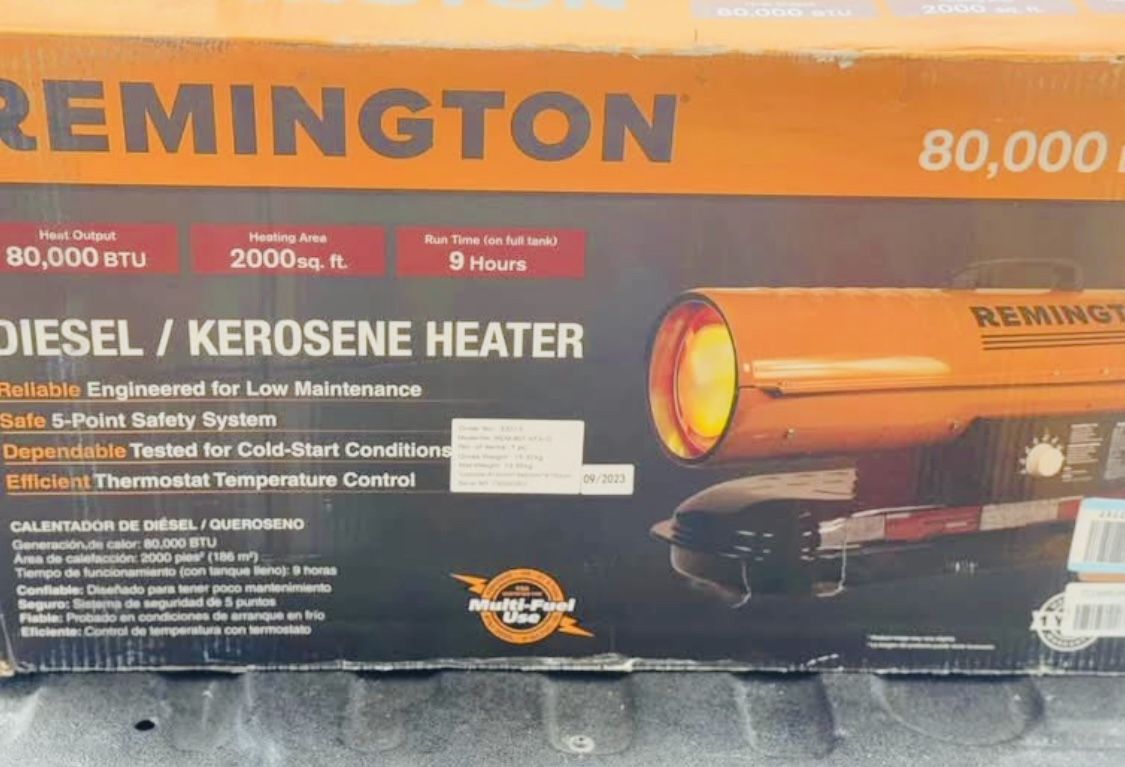 80,000 BTU
2000 sq. ft.
REMINGTON
80,000
Heat Output
80,000 BTU
Heating Area
2000 sq. ft.
Run Time (on full tank)
9 Hours
DIESEL / KEROSENE HEATER
Reliable Engineered for Low Maintenance
Safe 5-Point Safety System
Dependable Tested for Cold-Start Conditions
Efficient Thermostat Temperature Control
09/2023
CALENTADOR DE DIÉSEL / QUEROSENO
Generación de calor: 80,000 BTU
Área de calefacción: 2000 pies² (186 m²)
Tiempo de funcionamiento (con tanque lleno): 9 horas
Confiable: Diseñado para tener poco mantenimiento
Seguro: Sistema de seguridad de 5 puntos
Fiable: Probado en condiciones de arranque en frío
Eficiente: Control de temperatura con termostato
Multi-Fuel
Use
REMINGT
1 Y